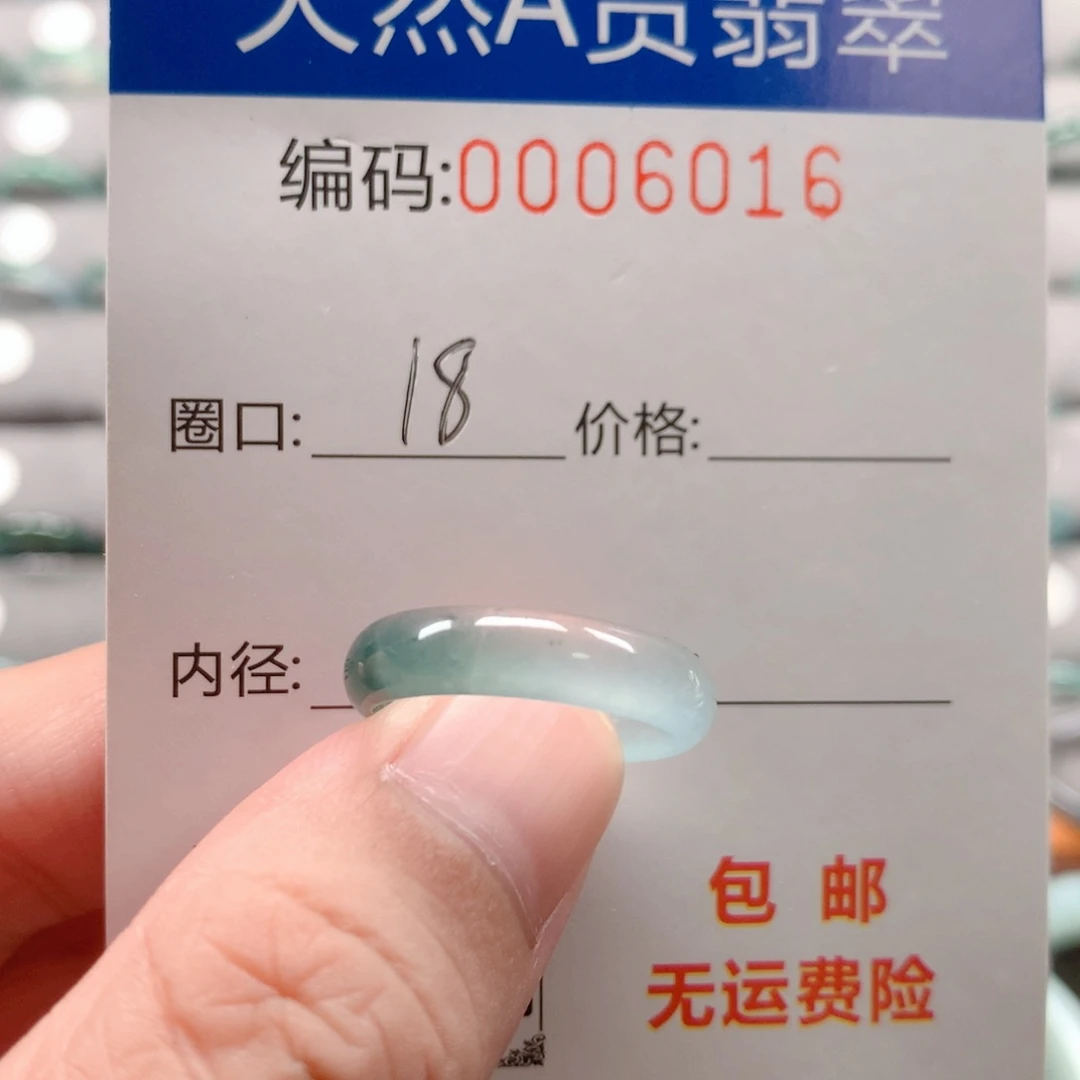 天然A货翡翠
编码:0006016
圈口: 18 价格:
内径:
包 邮
无运费险